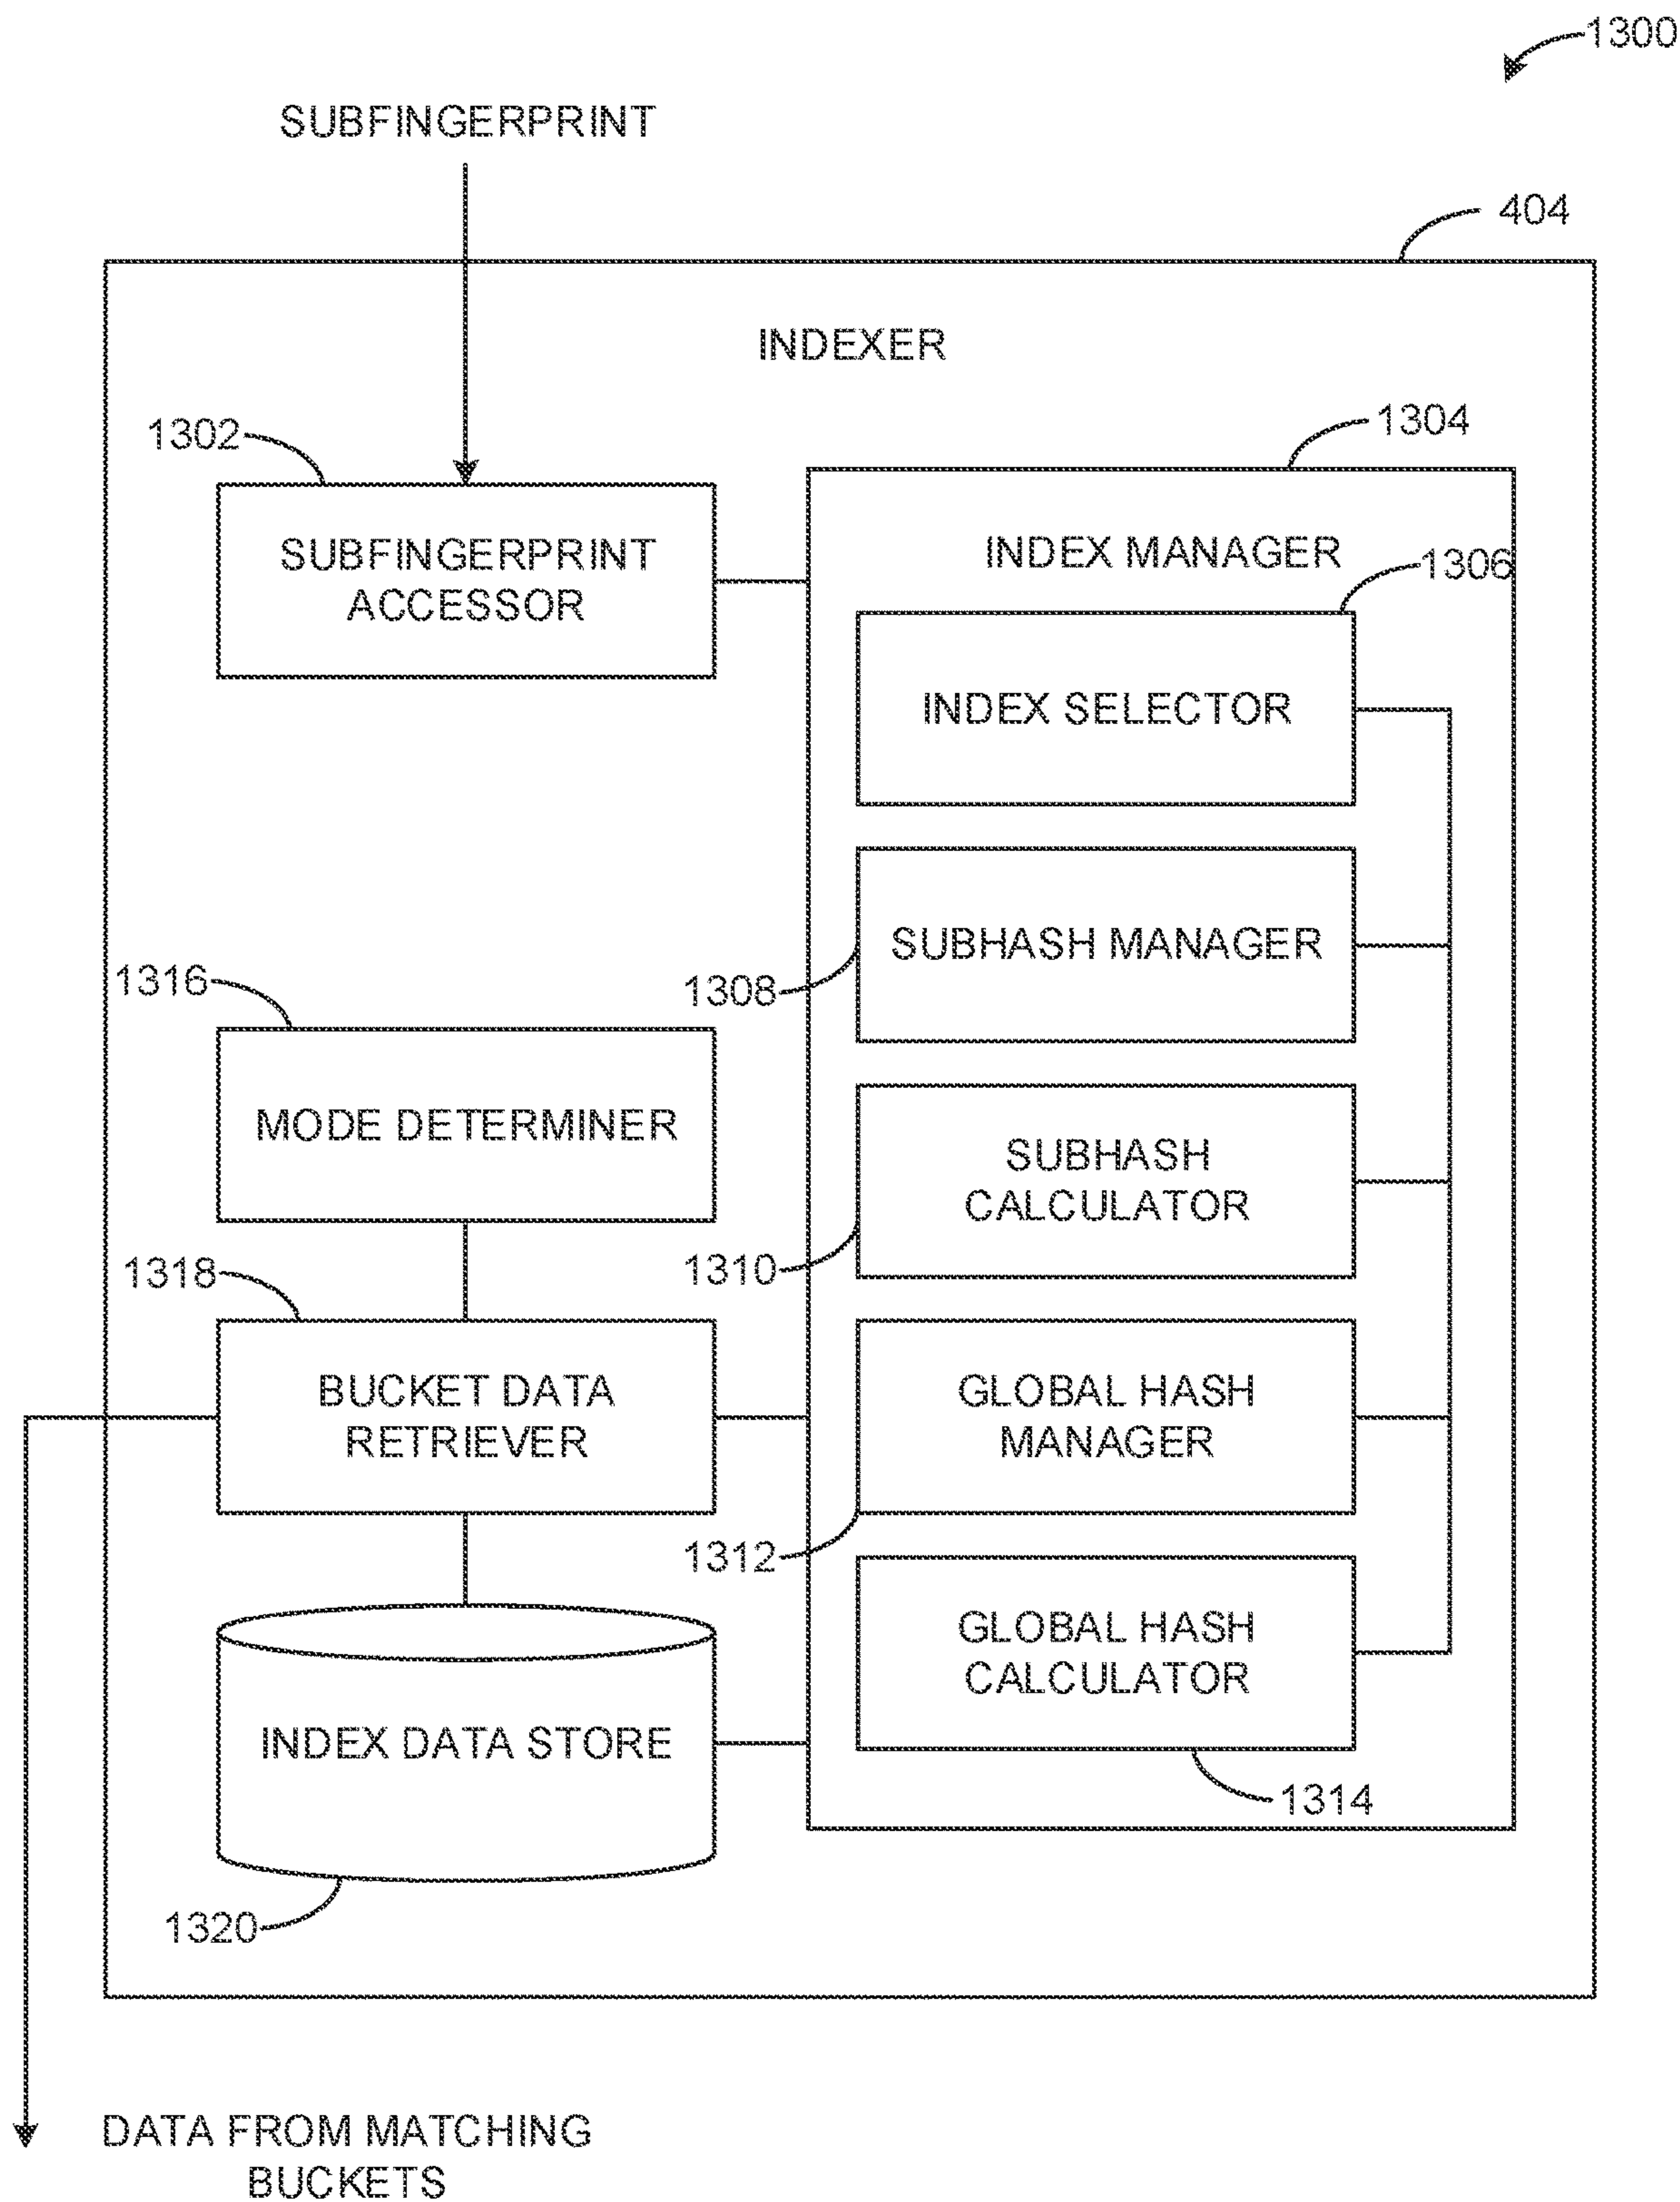 1300
SUBFINGERPRINT
404
INDEXER
1302
1304
SUBFINGERPRINT
ACCESSOR
INDEX MANAGER
1306
INDEX SELECTOR
SUBHASH MANAGER
1308
1316
MODE DETERMINER
SUBHASH
CALCULATOR
1310
1318
BUCKET DATA
RETRIEVER
GLOBAL HASH
MANAGER
1312
GLOBAL HASH
CALCULATOR
INDEX DATA STORE
1314
1320
DATA FROM MATCHING
BUCKETS